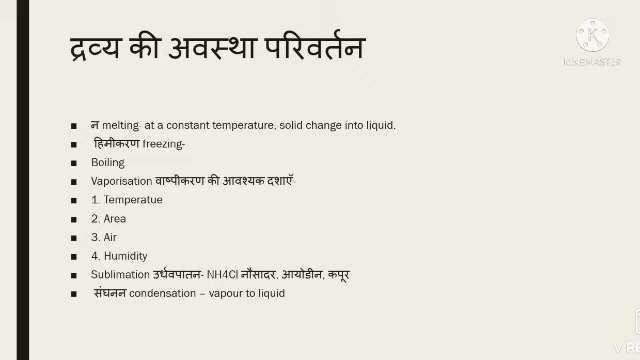 द्रव्य की अवस्था परिवर्तन
K
KINEMASTER
■ न melting- at a constant temperature, solid change into liquid.
■ हिमीकरण freezing-
■ Boiling
■ Vaporisation वाष्पीकरण की आवश्यक दशाएँ-
■ 1. Temperatue
■ 2. Area
■ 3. Air
■ 4. Humidity
■ Sublimation उर्धवपातन- NH4Cl नौसादर, आयोडीन, कपूर
■ संघनन condensation – vapour to liquid